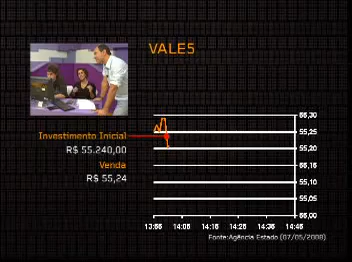 VALE5
Investimento Inicial
R$ 55.240,00
Venda
R$ 55,24
55,30
55,25
55,20
55,15
55,10
55,05
55,00
13:55 14:05 14:15 14:25 14:35 14:45
Fonte:Agência Estado (07/05/2008)